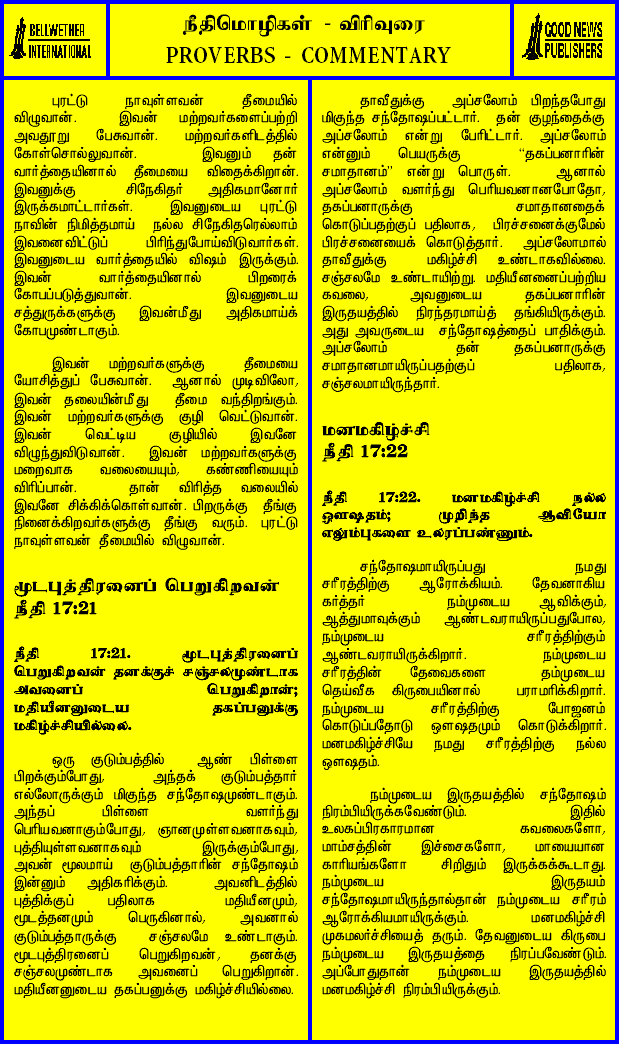 BELLWETHER
INTERNATIONAL
நீதிமொழிகள் - விரிவுரை
PROVERBS - COMMENTARY
GOOD NEWS
PUBLISHERS
புரட்டு நாவுள்ளவன் தீமையில்
விழுவான். இவன் மற்றவர்களைப்பற்றி
அவதூறு பேசுவான். மற்றவர்களிடத்தில்
கோள்சொல்லுவான். இவனும் தன்
வார்த்தையினால் தீமையை விதைக்கிறான்.
இவனுக்கு சிநேகிதர் அதிகமானோர்
இருக்கமாட்டார்கள். இவனுடைய புரட்டு
நாவின் நிமித்தமாய் நல்ல சிநேகிதரெல்லாம்
இவனைவிட்டுப் பிரிந்துபோய்விடுவார்கள்.
இவனுடைய வார்த்தையில் விஷம் இருக்கும்.
இவன் வார்த்தையினால் பிறரைக்
கோபப்படுத்துவான். இவனுடைய
சத்துருக்களுக்கு இவன்மீது அதிகமாய்க்
கோபமுண்டாகும்.
இவன் மற்றவர்களுக்கு தீமையை
யோசித்துப் பேசுவான். ஆனால் முடிவிலோ,
இவன் தலையின்மீது தீமை வந்திறங்கும்.
இவன் மற்றவர்களுக்கு குழி வெட்டுவான்.
இவன் வெட்டிய குழியில் இவனே
விழுந்துவிடுவான். இவன் மற்றவர்களுக்கு
மறைவாக வலையையும், கண்ணியையும்
விரிப்பான். தான் விரித்த வலையில்
இவனே சிக்கிக்கொள்வான். பிறருக்கு தீங்கு
நினைக்கிறவர்களுக்கு தீங்கு வரும். புரட்டு
நாவுள்ளவன் தீமையில் விழுவான்.
மூடபுத்திரனைப் பெறுகிறவன்
நீதி 17:21
நீதி 17:21. மூடபுத்திரனைப்
பெறுகிறவன் தனக்குச் சஞ்சலமுண்டாக
அவனைப் பெறுகிறான்;
மதியீனனுடைய தகப்பனுக்கு
மகிழ்ச்சியில்லை.
ஒரு குடும்பத்தில் ஆண் பிள்ளை
பிறக்கும்போது, அந்தக் குடும்பத்தார்
எல்லோருக்கும் மிகுந்த சந்தோஷமுண்டாகும்.
அந்தப் பிள்ளை வளர்ந்து
பெரியவனாகும்போது, ஞானமுள்ளவனாகவும்,
புத்தியுள்ளவனாகவும் இருக்கும்போது,
அவன் மூலமாய் குடும்பத்தாரின் சந்தோஷம்
இன்னும் அதிகரிக்கும். அவனிடத்தில்
புத்திக்குப் பதிலாக மதியீனமும்,
மூடத்தனமும் பெருகினால், அவனால்
குடும்பத்தாருக்கு சஞ்சலமே உண்டாகும்.
மூடபுத்திரனைப் பெறுகிறவன், தனக்கு
சஞ்சலமுண்டாக அவனைப் பெறுகிறான்.
மதியீனனுடைய தகப்பனுக்கு மகிழ்ச்சியில்லை.
தாவீதுக்கு அப்சலோம் பிறந்தபோது
மிகுந்த சந்தோஷப்பட்டார். தன் குழந்தைக்கு
அப்சலோம் என்று பேரிட்டார். அப்சலோம்
என்னும் பெயருக்கு “தகப்பனாரின்
சமாதானம்” என்று பொருள். ஆனால்
அப்சலோம் வளர்ந்து பெரியவனானபோதோ,
தகப்பனாருக்கு சமாதானதைக்
கொடுப்பதற்குப் பதிலாக, பிரச்சனைக்குமேல்
பிரச்சனையைக் கொடுத்தார். அப்சலோமால்
தாவீதுக்கு மகிழ்ச்சி உண்டாகவில்லை.
சஞ்சலமே உண்டாயிற்று. மதியீனனைப்பற்றிய
கவலை, அவனுடைய தகப்பனாரின்
இருதயத்தில் நிரந்தரமாய்த் தங்கியிருக்கும்.
அது அவருடைய சந்தோஷத்தைப் பாதிக்கும்.
அப்சலோம் தன் தகப்பனாருக்கு
சமாதானமாயிருப்பதற்குப் பதிலாக,
சஞ்சலமாயிருந்தார்.
மனமகிழ்ச்சி
நீதி 17:22
நீதி 17:22. மனமகிழ்ச்சி நல்ல
ஔஷதம்; முறிந்த ஆவியோ
எலும்புகளை உலரப்பண்ணும்.
சந்தோஷமாயிருப்பது நமது
சரீரத்திற்கு ஆரோக்கியம். தேவனாகிய
கர்த்தர் நம்முடைய ஆவிக்கும்,
ஆத்துமாவுக்கும் ஆண்டவராயிருப்பதுபோல,
நம்முடைய சரீரத்திற்கும்
ஆண்டவராயிருக்கிறார். நம்முடைய
சரீரத்தின் தேவைகளை தம்முடைய
தெய்வீக கிருபையினால் பராமரிக்கிறார்.
நம்முடைய சரீரத்திற்கு போஜனம்
கொடுப்பதோடு ஔஷதமும் கொடுக்கிறார்.
மனமகிழ்ச்சியே நமது சரீரத்திற்கு நல்ல
ஔஷதம்.
நம்முடைய இருதயத்தில் சந்தோஷம்
நிரம்பியிருக்கவேண்டும். இதில்
உலகப்பிரகாரமான கவலைகளோ,
மாம்சத்தின் இச்சைகளோ, மாயையான
காரியங்களோ சிறிதும் இருக்கக்கூடாது.
நம்முடைய இருதயம்
சந்தோஷமாயிருந்தால்தான் நம்முடைய சரீரம்
ஆரோக்கியமாயிருக்கும். மனமகிழ்ச்சி
முகமலர்ச்சியைத் தரும். தேவனுடைய கிருபை
நம்முடைய இருதயத்தை நிரப்பவேண்டும்.
அப்போதுதான் நம்முடைய இருதயத்தில்
மனமகிழ்ச்சி நிரம்பியிருக்கும்.